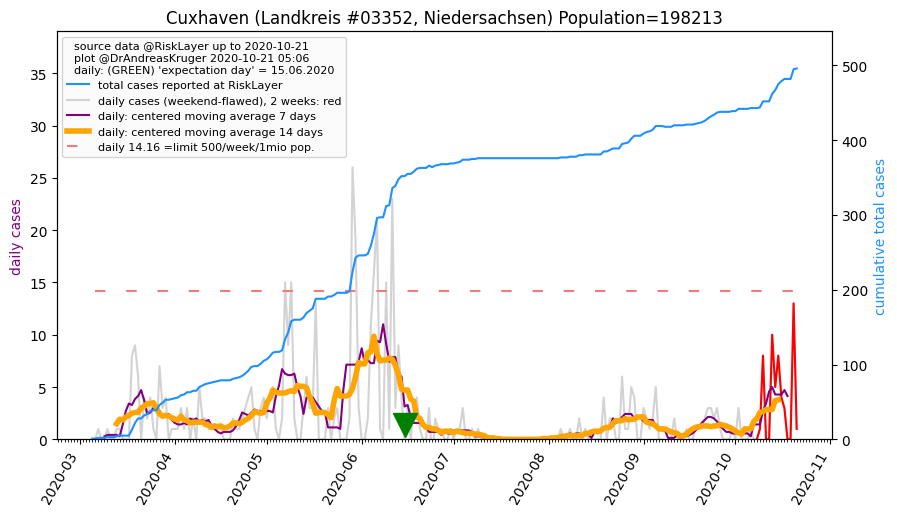 Cuxhaven (Landkreis #03352, Niedersachsen) Population=198213
source data @RiskLayer up to 2020-10-21
plot @DrAndreasKruger 2020-10-21 05:06
daily: (GREEN) 'expectation day' = 15.06.2020
total cases reported at RiskLayer
daily cases (weekend-flawed), 2 weeks: red
daily: centered moving average 7 days
daily: centered moving average 14 days
daily 14.16 =limit 500/week/1mio pop.
daily cases
35
30
25
20
15
10
5
0
cumulative total cases
500
400
300
200
100
0
2020-03
2020-04
2020-05
2020-06
2020-07
2020-08
2020-09
2020-10
2020-11